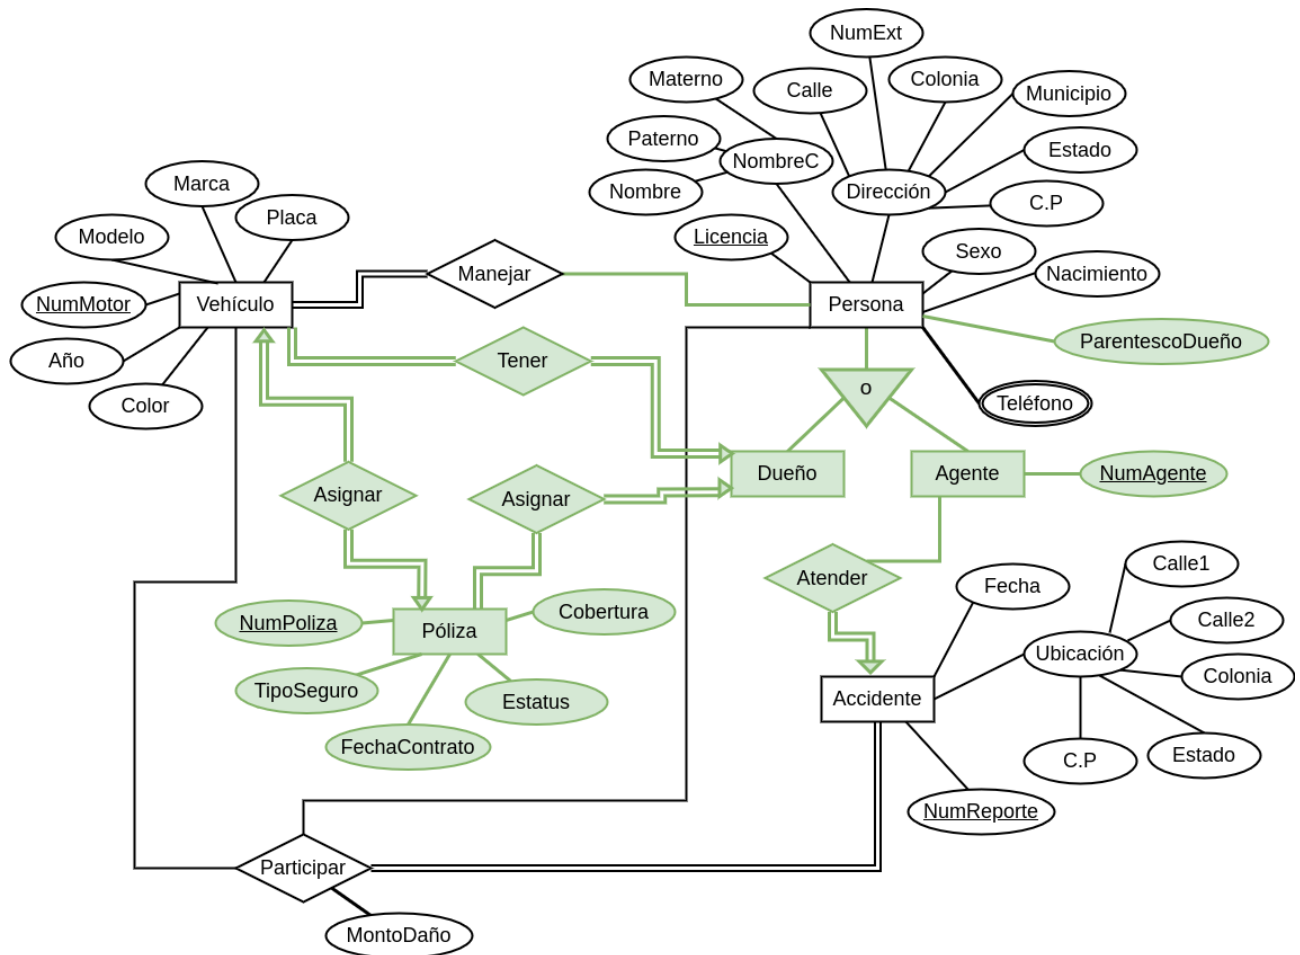 NumExt
Materno
Calle
Colonia
Municipio
Paterno
NombreC
Estado
Nombre
Dirección
C.P
Marca
Placa
Modelo
Licencia
Sexo
Manejar
Nacimiento
NumMotor
Vehículo
Persona
ParentescoDueño
Año
Tener
o
Color
Teléfono
Dueño
Agente
NumAgente
Asignar
Asignar
Atender
Fecha
Calle1
Cobertura
Calle2
NumPoliza
Póliza
Ubicación
Colonia
TipoSeguro
Estatus
Accidente
FechaContrato
C.P
Estado
NumReporte
Participar
MontoDaño